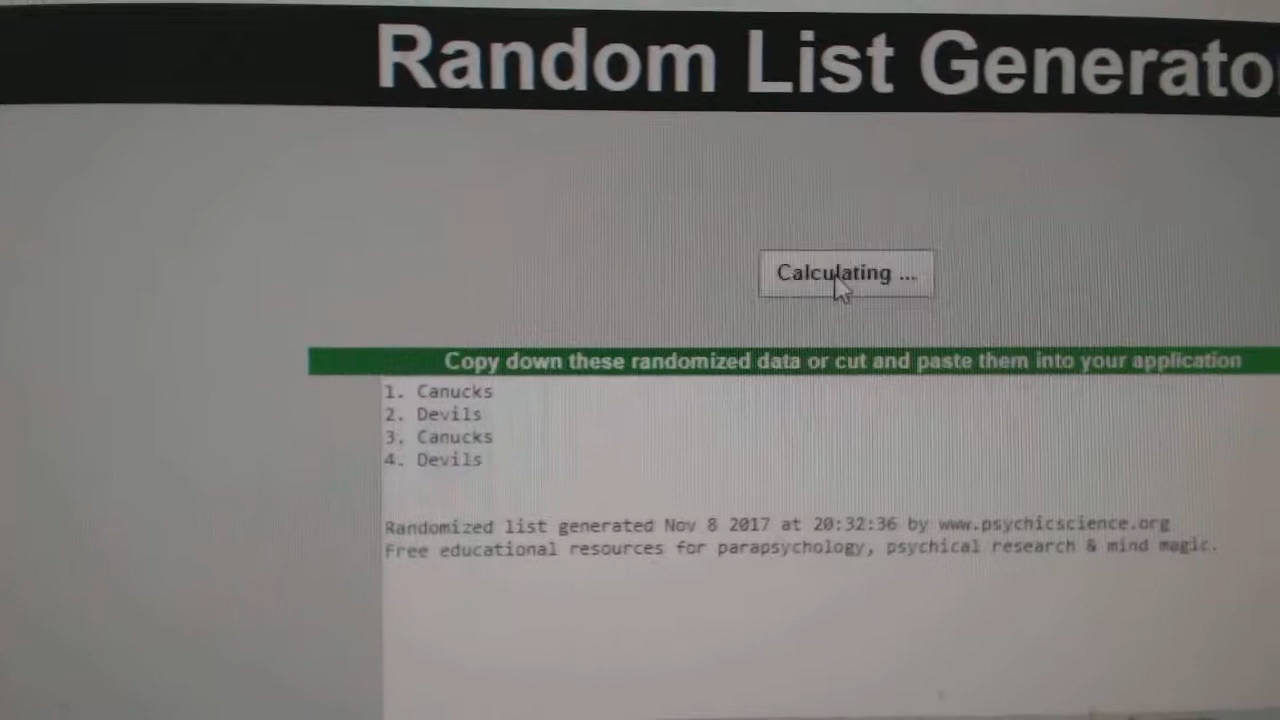 Random List Generato
Calculating ...
Copy down these randomized data or cut and paste them into your application
1. Canucks
2. Devils
3. Canucks
4. Devils
Randomized list generated Nov 8 2017 at 20:32:36 by www.psychicscience.org
Free educational resources for parapsychology, psychical research & mind magic.